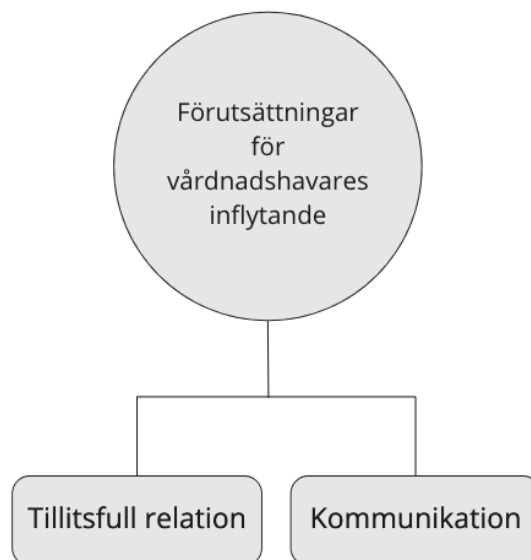 Förutsättningar
för
vårdnadshavares
inflytande
Tillitsfull relation
Kommunikation